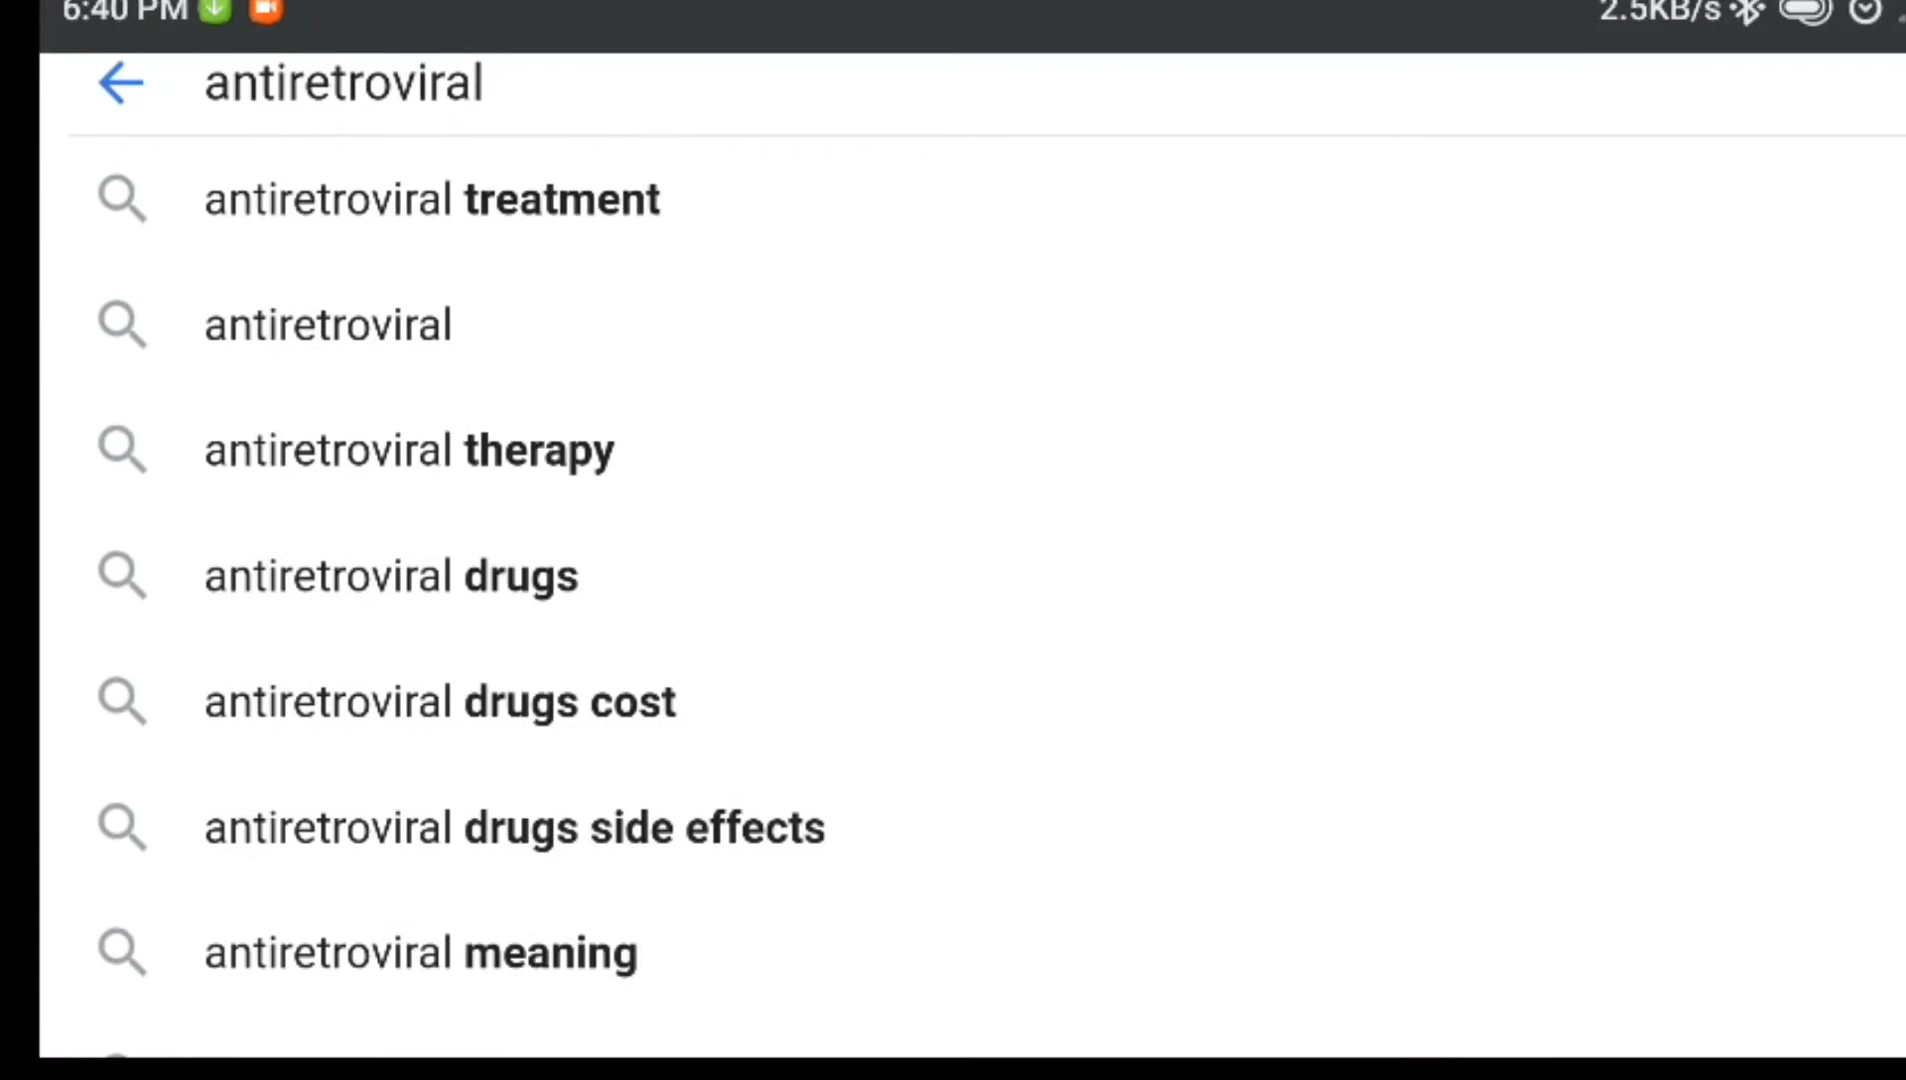 6:40 PM 2.5KB/s
antiretroviral
antiretroviral treatment
antiretroviral
antiretroviral therapy
antiretroviral drugs
antiretroviral drugs cost
antiretroviral drugs side effects
antiretroviral meaning